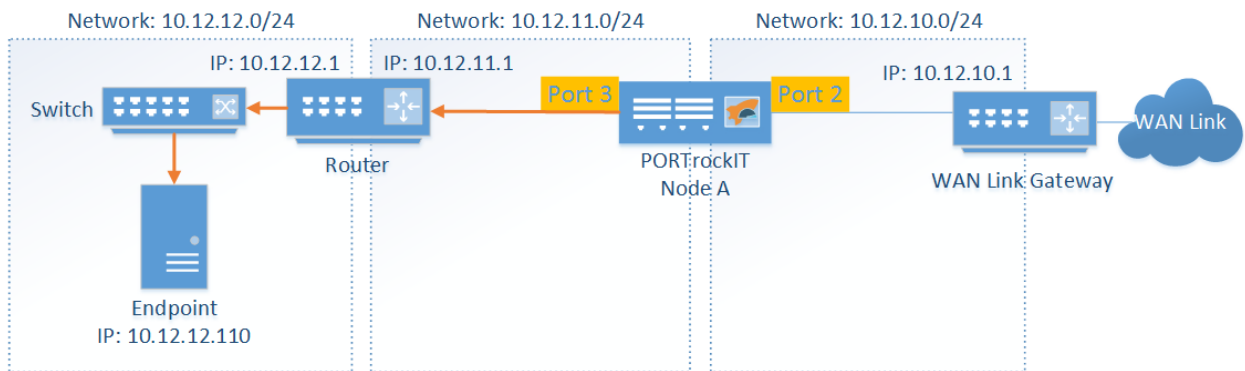 Network: 10.12.12.0/24
Network: 10.12.11.0/24
Network: 10.12.10.0/24
IP: 10.12.12.1
IP: 10.12.11.1
IP: 10.12.10.1
Port 3
Port 2
Switch
WAN Link
Router
PORTrockIT
Node A
WAN Link Gateway
Endpoint
IP: 10.12.12.110